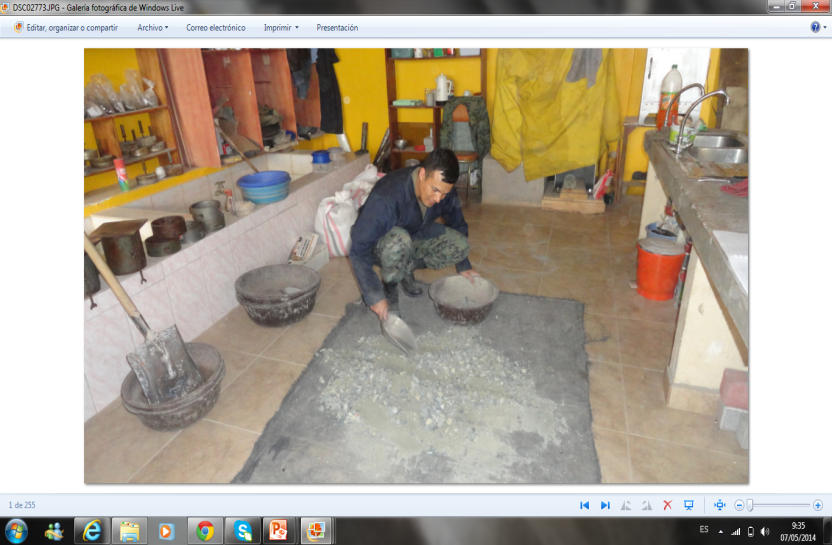 DSC02773.JPG - Galería fotográfica de Windows Live
Editar, organizar o compartir Archivo Correo electrónico Imprimir Presentación
1 de 255
ES 9:35
07/05/2014